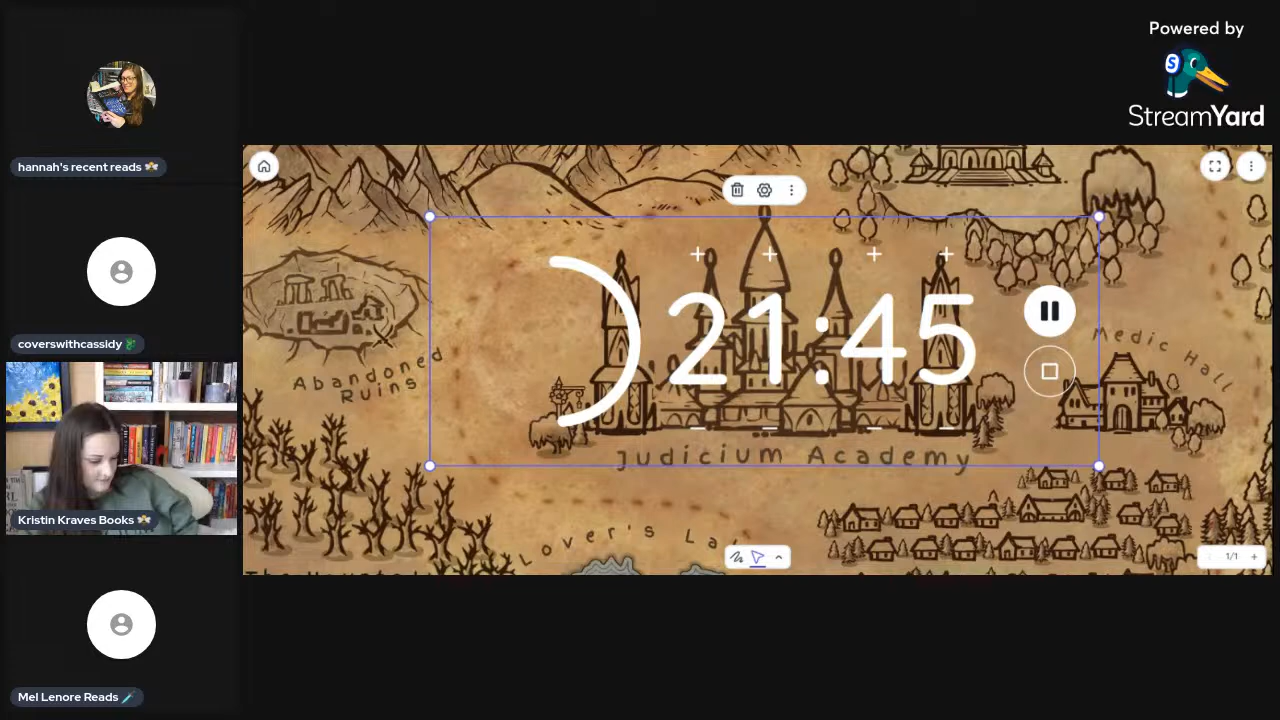 Powered by
StreamYard
hannah's recent reads
coverswithcassidy
Kristin Kraves Books
Mel Lenore Reads
21:45
Abandoned
Ruins
Medic Hall
Judicium Academy
Lover's
1/1